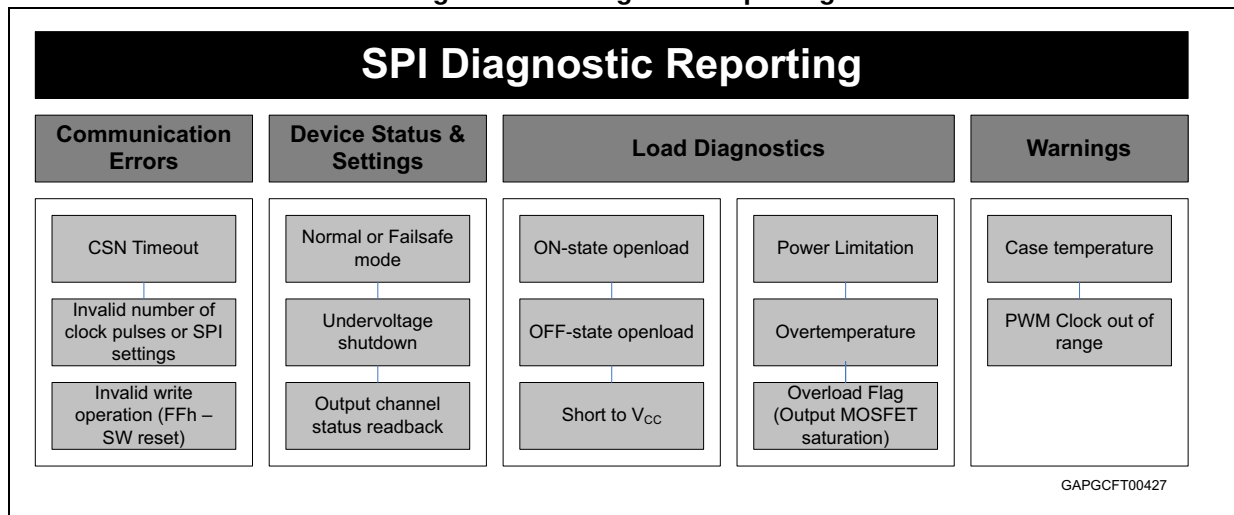 SPI Diagnostic Reporting
Communication
Errors
Device Status &
Settings
Load Diagnostics
Warnings
CSN Timeout
Invalid number of
clock pulses or SPI
settings
Invalid write
operation (FFh –
SW reset)
Normal or Failsafe
mode
Undervoltage
shutdown
Output channel
status readback
ON-state openload
OFF-state openload
Short to VCC
Power Limitation
Overtemperature
Overload Flag
(Output MOSFET
saturation)
Case temperature
PWM Clock out of
range
GAPGCFT00427